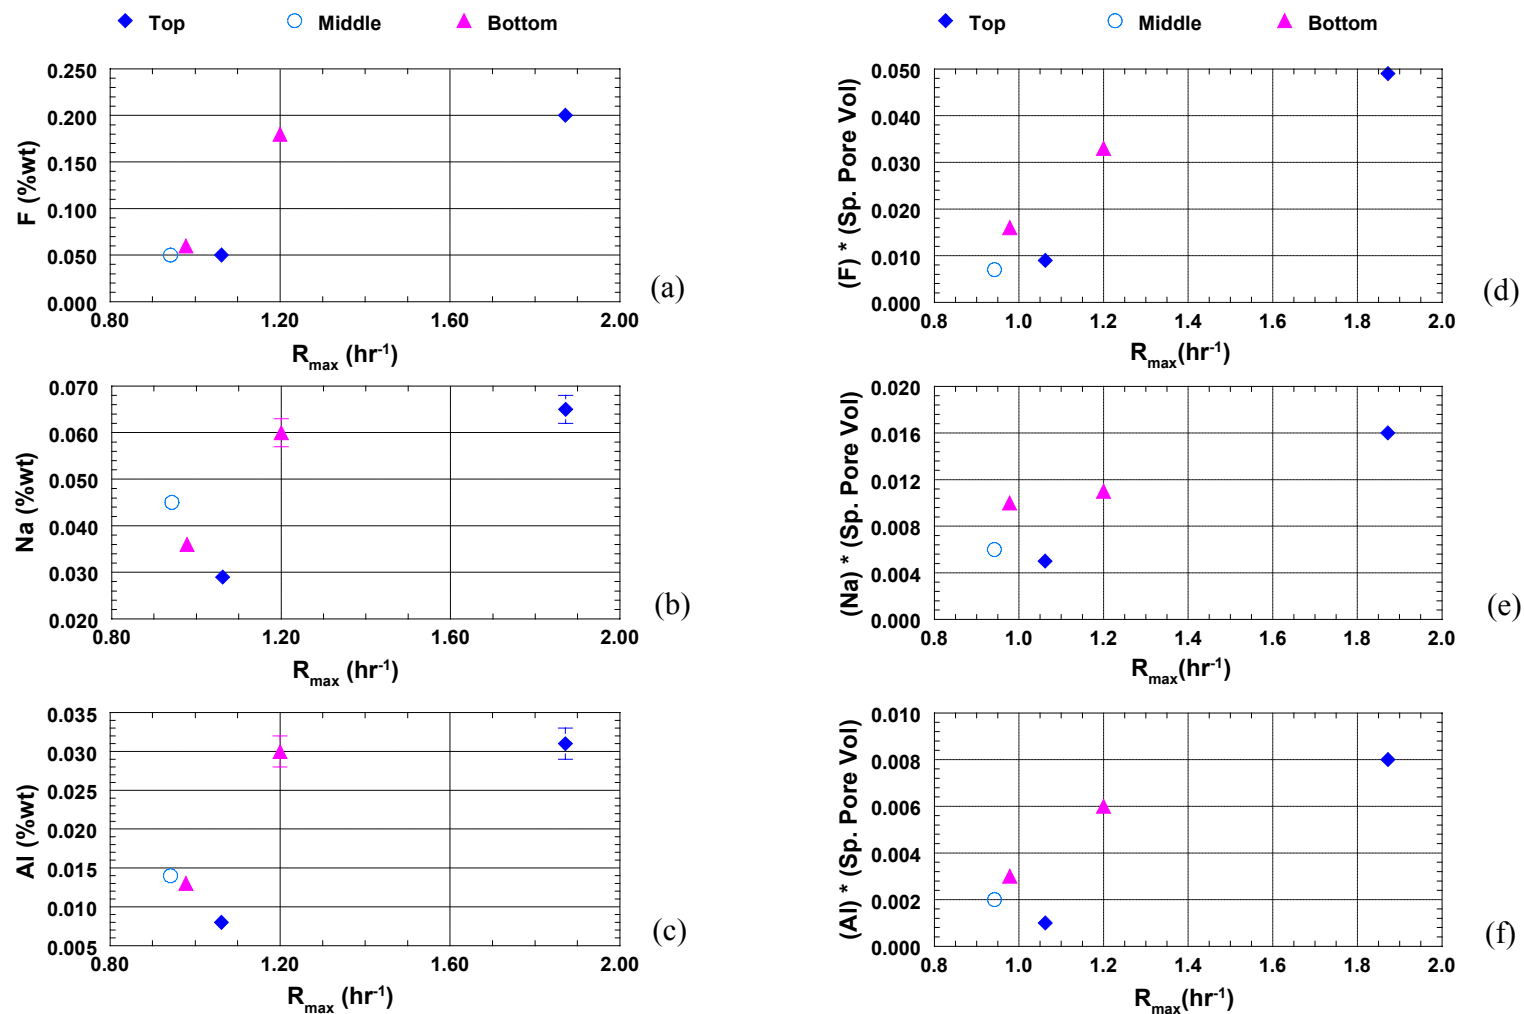 Top Middle Bottom
0.250
0.200
0.150
0.100
0.050
0.000
F (%wt)
0.80 1.20 1.60 2.00
Rmax (hr-1)
(a)
0.070
0.060
0.050
0.040
0.030
0.020
Na (%wt)
0.80 1.20 1.60 2.00
Rmax (hr-1)
(b)
0.035
0.030
0.025
0.020
0.015
0.010
0.005
Al (%wt)
0.80 1.20 1.60 2.00
Rmax (hr-1)
(c)
Top Middle Bottom
0.050
0.040
0.030
0.020
0.010
0.000
(F) * (Sp. Pore Vol)
0.8 1.0 1.2 1.4 1.6 1.8 2.0
Rmax(hr-1)
(d)
0.020
0.016
0.012
0.008
0.004
0.000
(Na) * (Sp. Pore Vol)
0.8 1.0 1.2 1.4 1.6 1.8 2.0
Rmax(hr-1)
(e)
0.010
0.008
0.006
0.004
0.002
0.000
(Al) * (Sp. Pore Vol)
0.8 1.0 1.2 1.4 1.6 1.8 2.0
Rmax(hr-1)
(f)